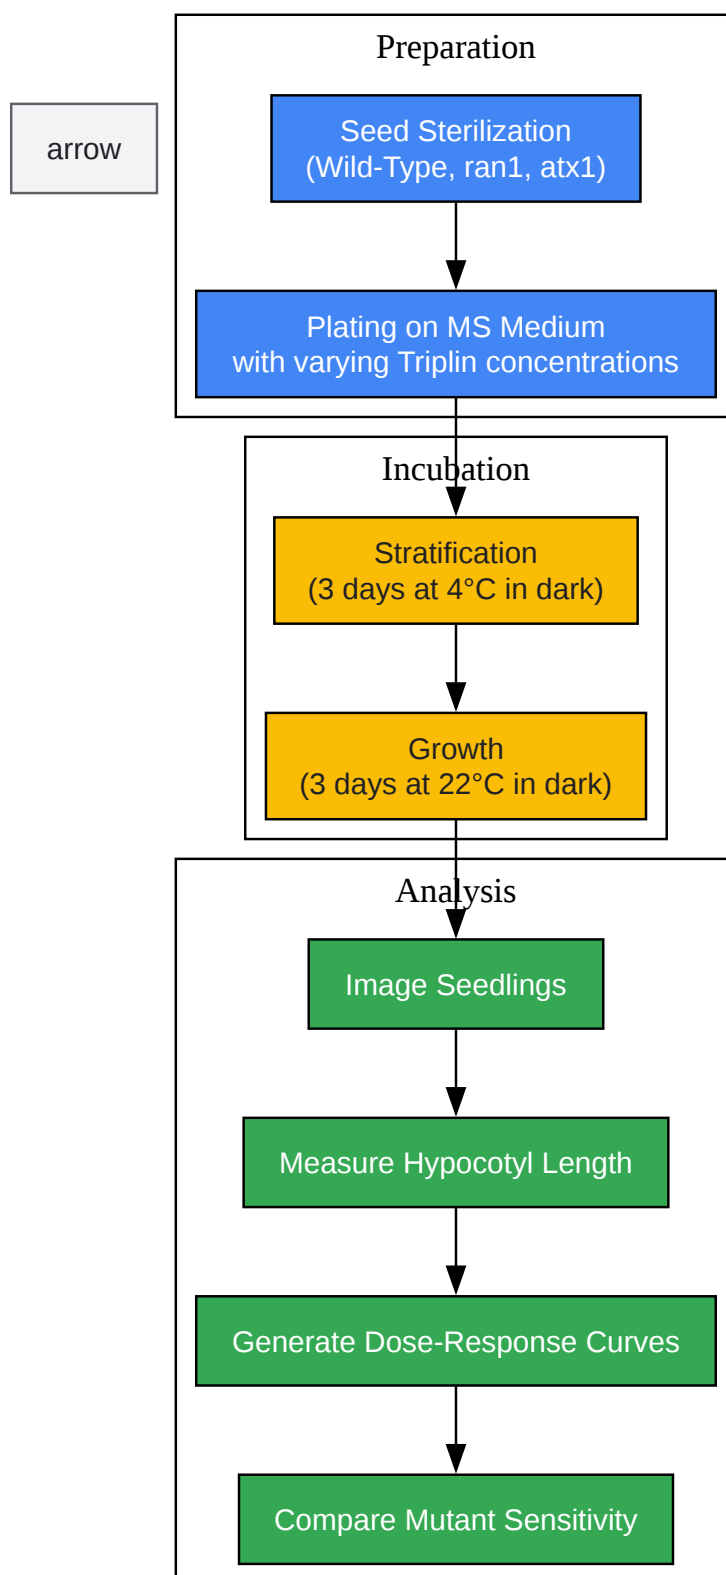 Preparation
arrow
Seed Sterilization
(Wild-Type, ran1, atx1)
Plating on MS Medium
with varying Triplin concentrations
Incubation
Stratification
(3 days at 4°C in dark)
Growth
(3 days at 22°C in dark)
Analysis
Image Seedlings
Measure Hypocotyl Length
Generate Dose-Response Curves
Compare Mutant Sensitivity